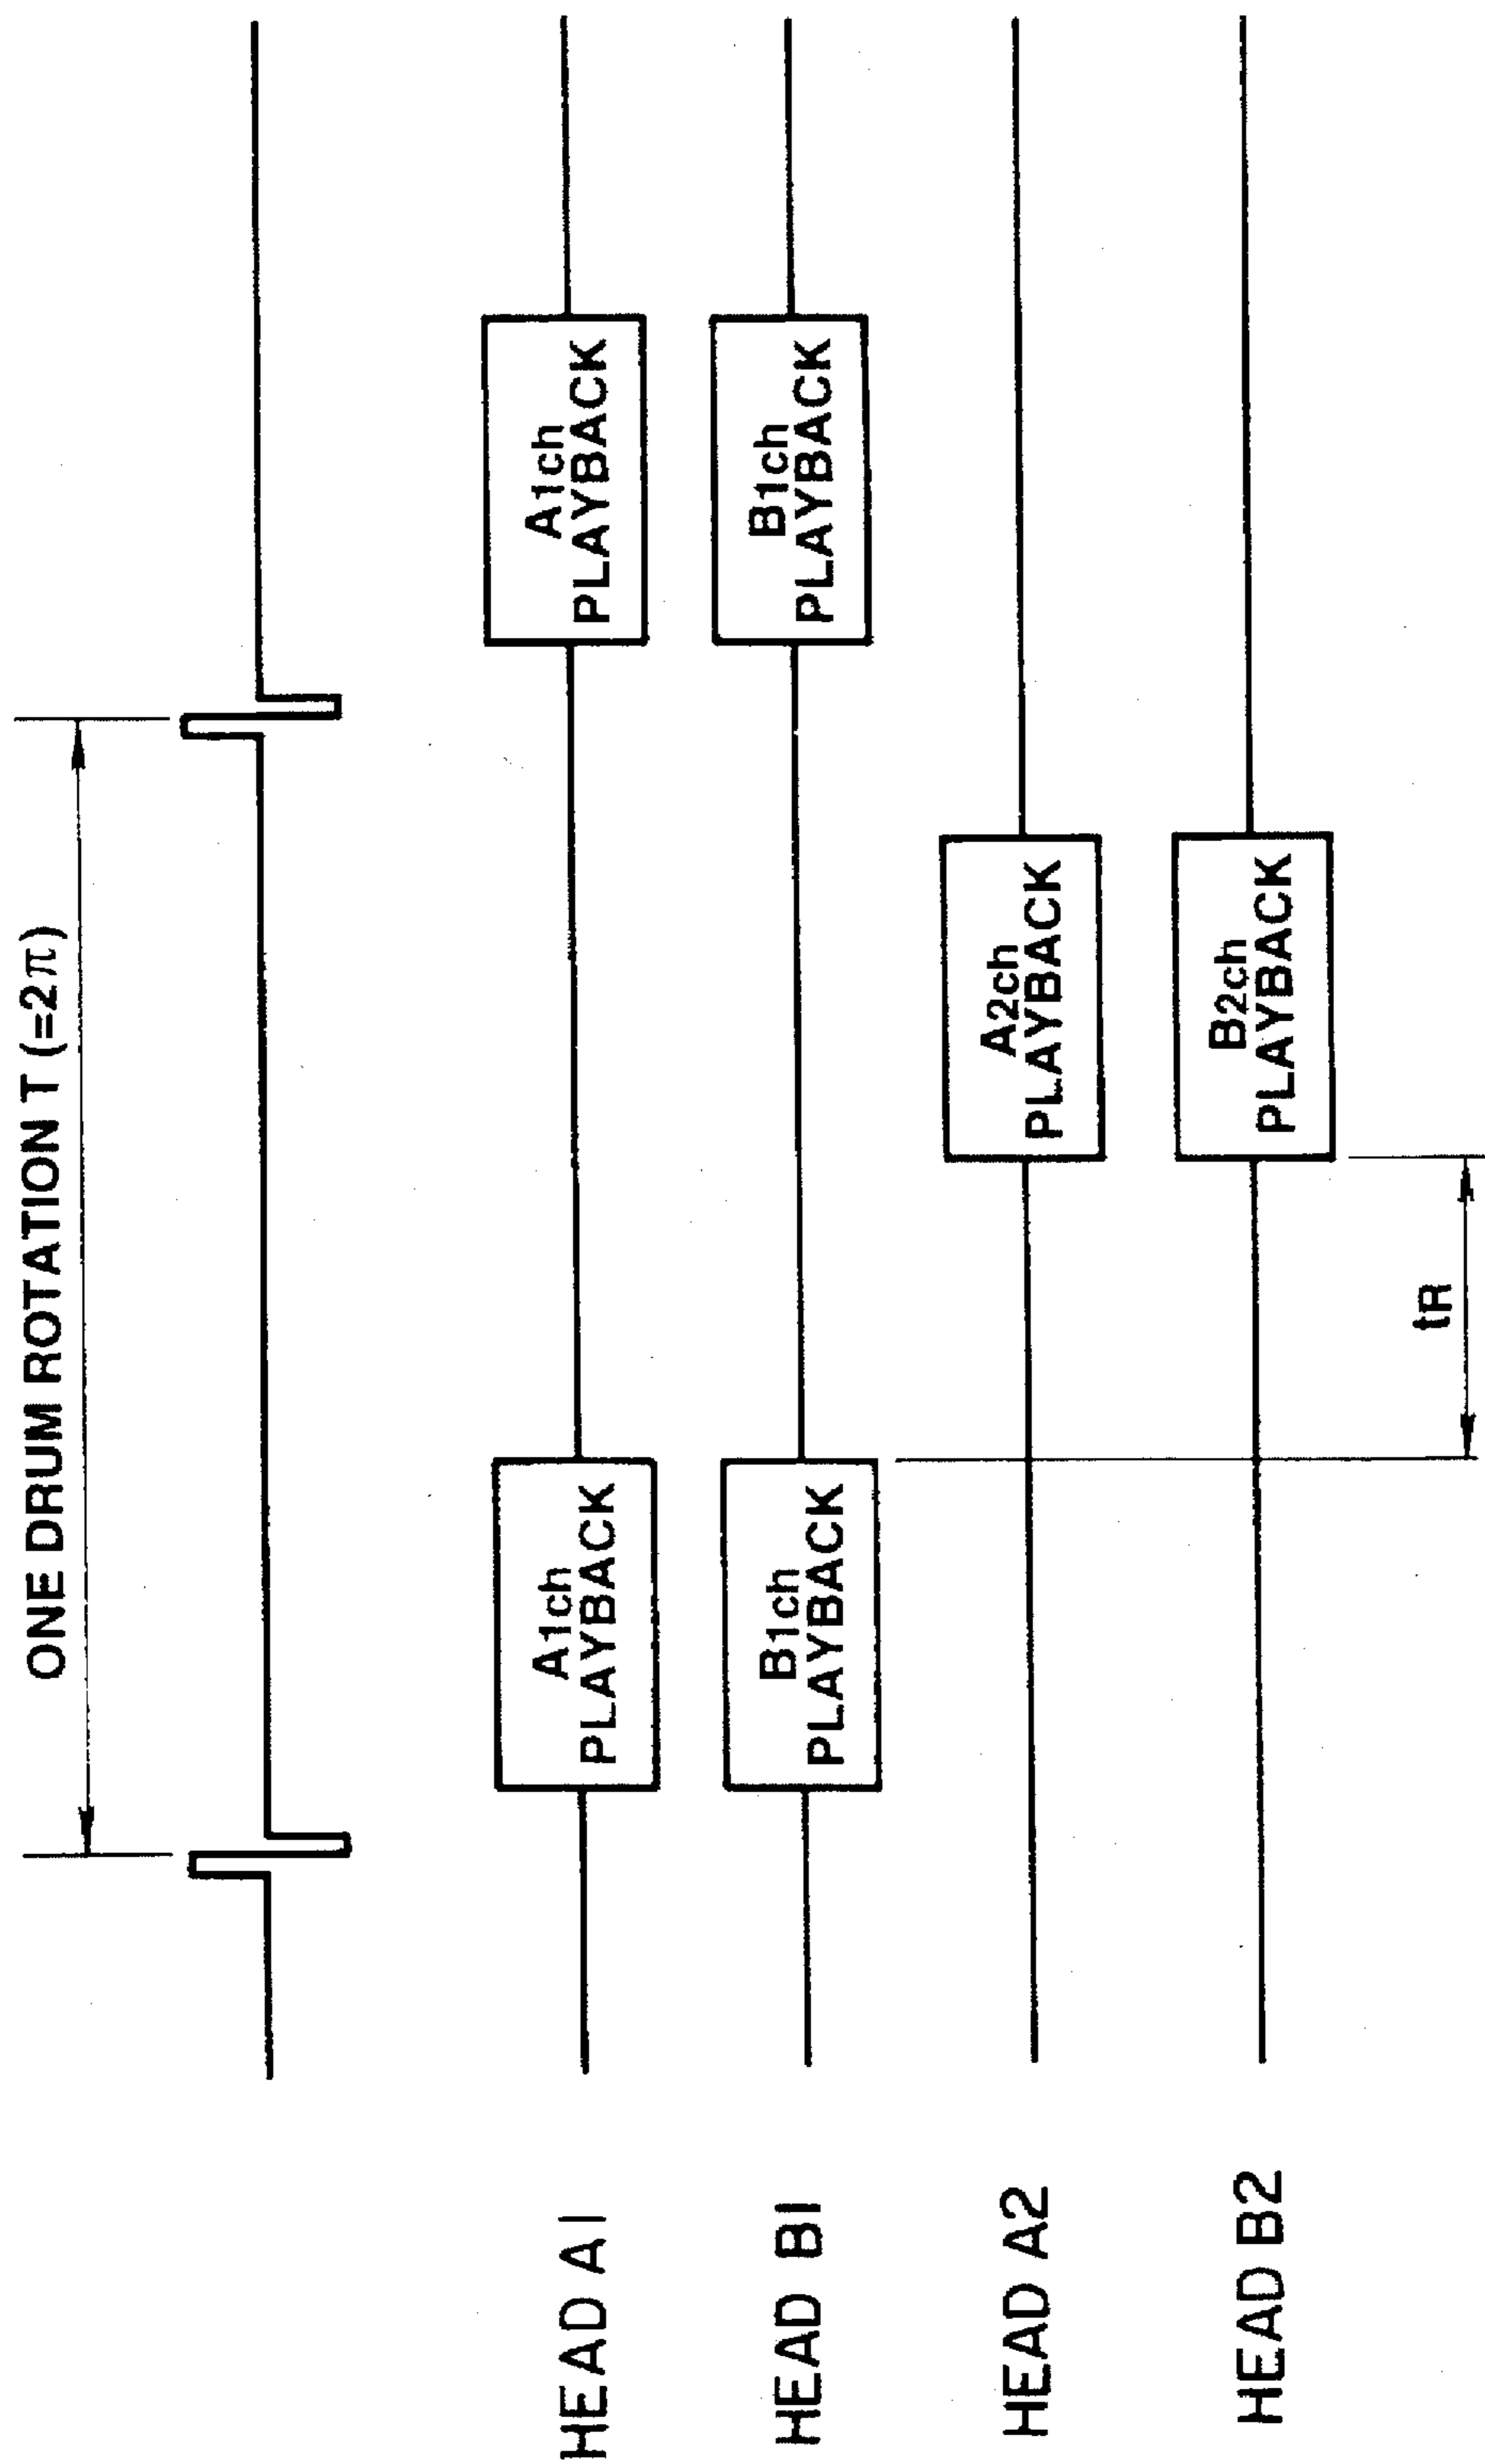 ONE DRUM ROTATION T (=2π)
HEAD A1
A1ch
PLAYBACK
A1ch
PLAYBACK
HEAD B1
B1ch
PLAYBACK
B1ch
PLAYBACK
HEAD A2
A2ch
PLAYBACK
HEAD B2
B2ch
PLAYBACK
tR